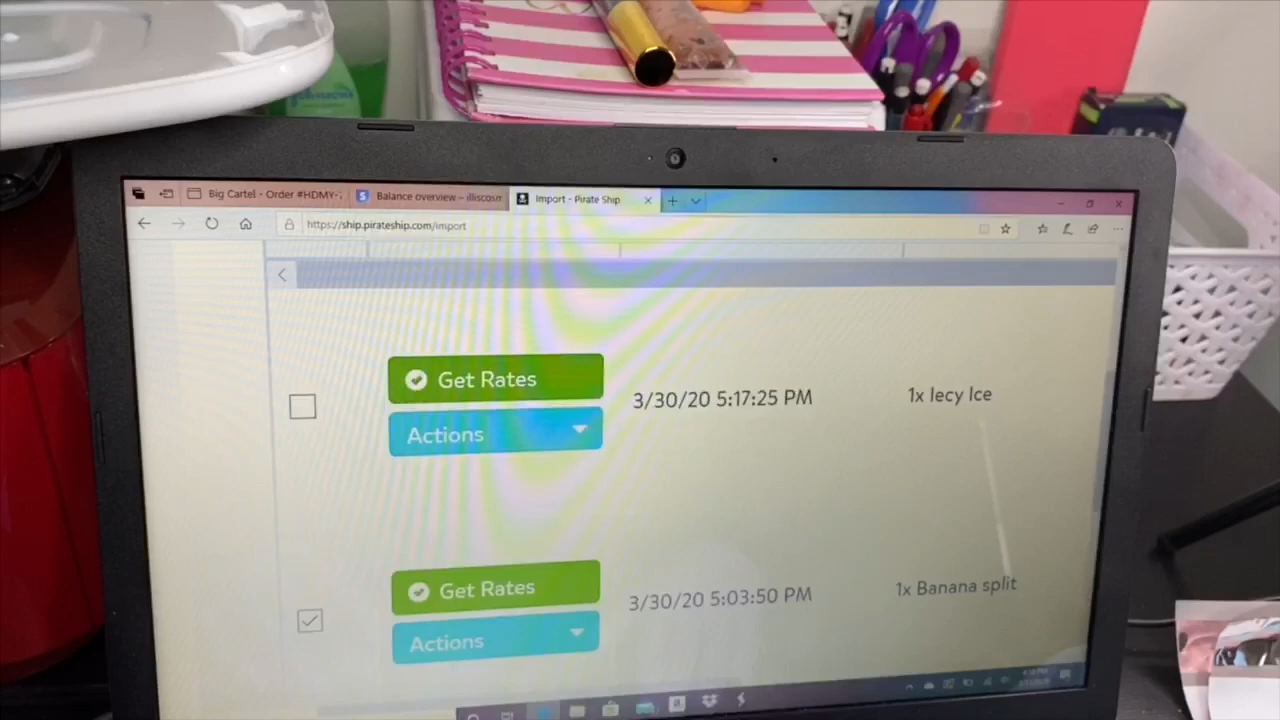 Big Cartel - Order #HDMY-
Balance overview – illiscosm
Import - Pirate Ship
https://ship.pirateship.com/import
Get Rates
Actions
3/30/20 5:17:25 PM
1x Iecy Ice
Get Rates
Actions
3/30/20 5:03:50 PM
1x Banana split